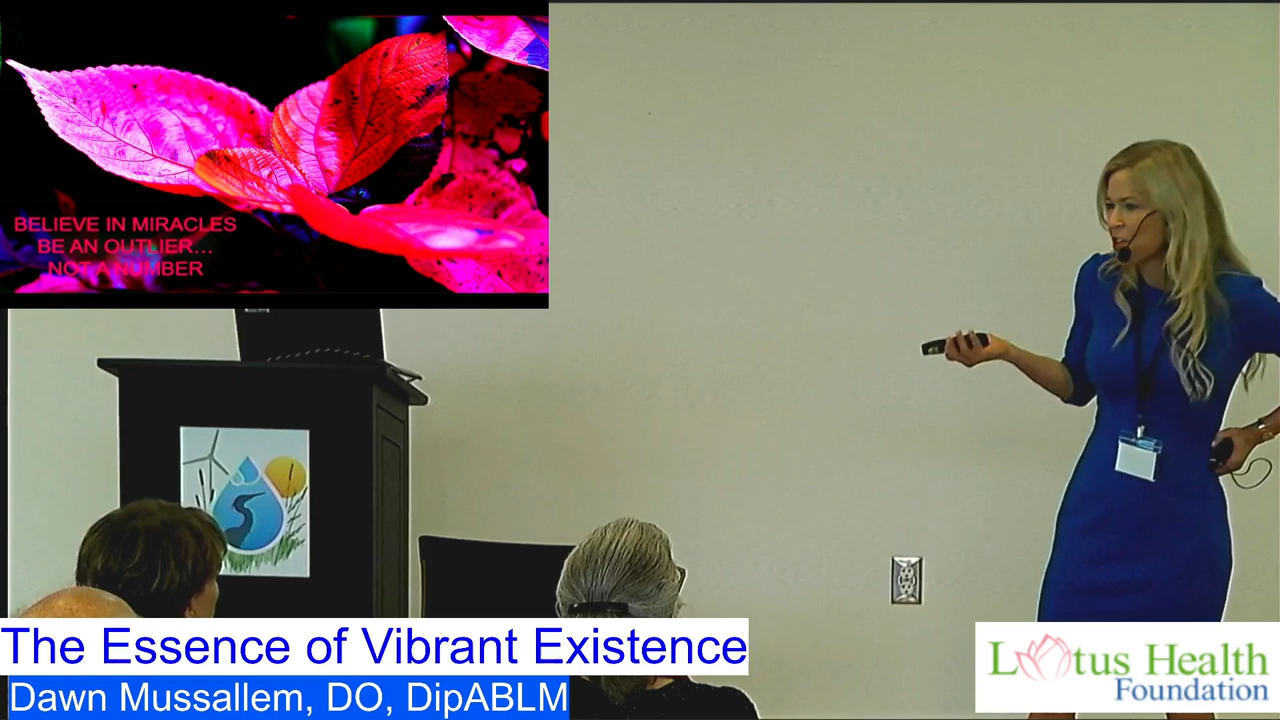 BELIEVE IN MIRACLES
BE AN OUTLIER...
NOT A NUMBER
The Essence of Vibrant Existence
Dawn Mussallem, DO, DipABLM
Lotus Health
Foundation